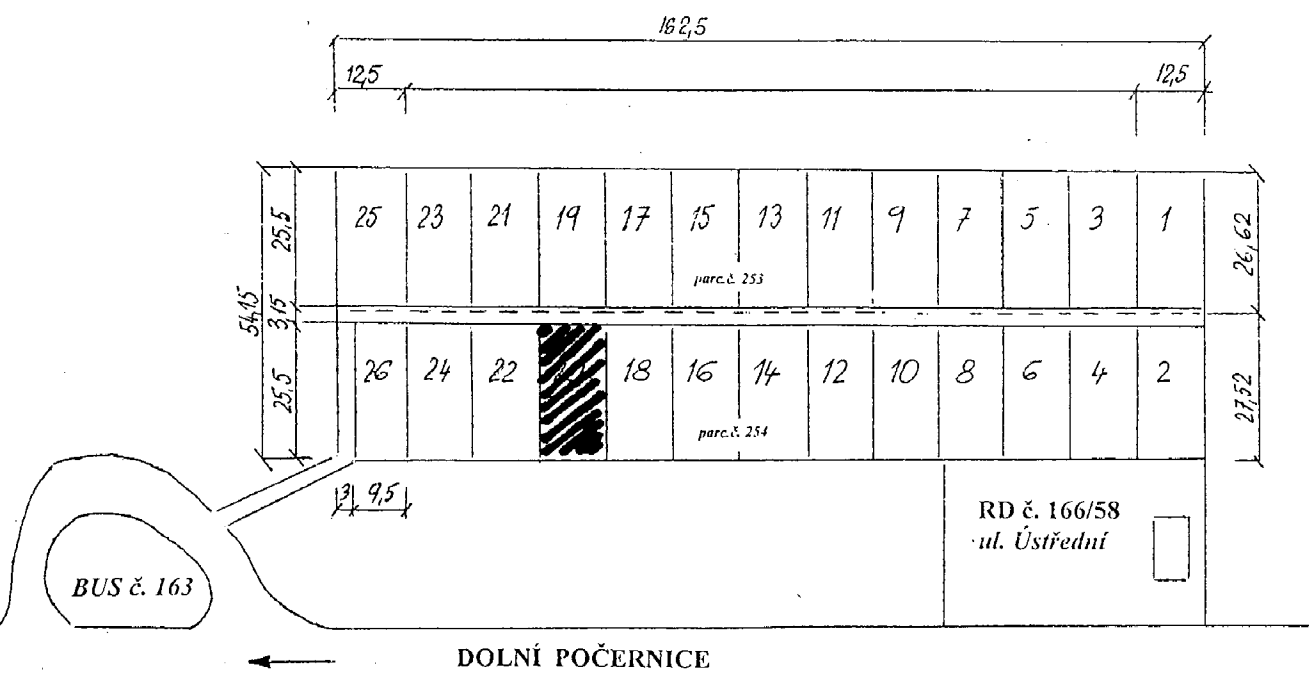 162,5
12,5
12,5
25 23 21 19 17 15 13 11 9 7 5 3 1
25,5
26,62
parc.č. 253
54,15
3,15
26 24 22 18 16 14 12 10 8 6 4 2
25,5
27,52
parc.č. 254
3 9,5
RD č. 166/58
ul. Ústřední
BUS č. 163
DOLNÍ POČERNICE